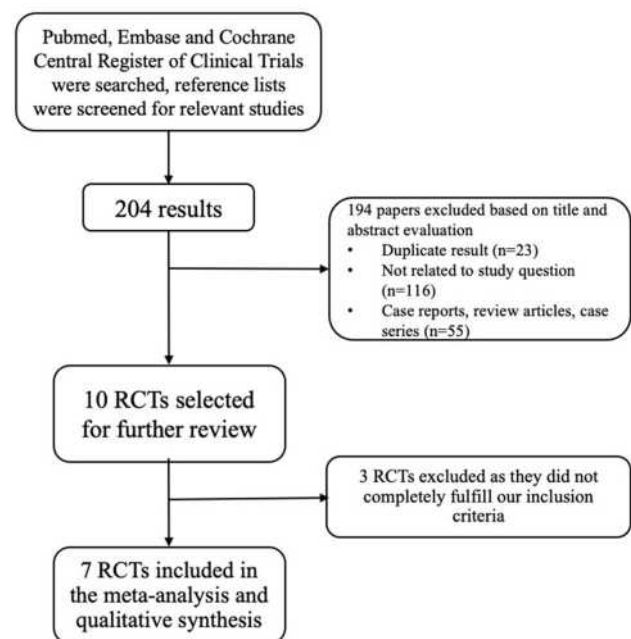 Pubmed, Embase and Cochrane
Central Register of Clinical Trials
were searched, reference lists
were screened for relevant studies
204 results
194 papers excluded based on title and
abstract evaluation
• Duplicate result (n=23)
• Not related to study question
(n=116)
• Case reports, review articles, case
series (n=55)
10 RCTs selected
for further review
3 RCTs excluded as they did not
completely fulfill our inclusion
criteria
7 RCTs included in
the meta-analysis and
qualitative synthesis